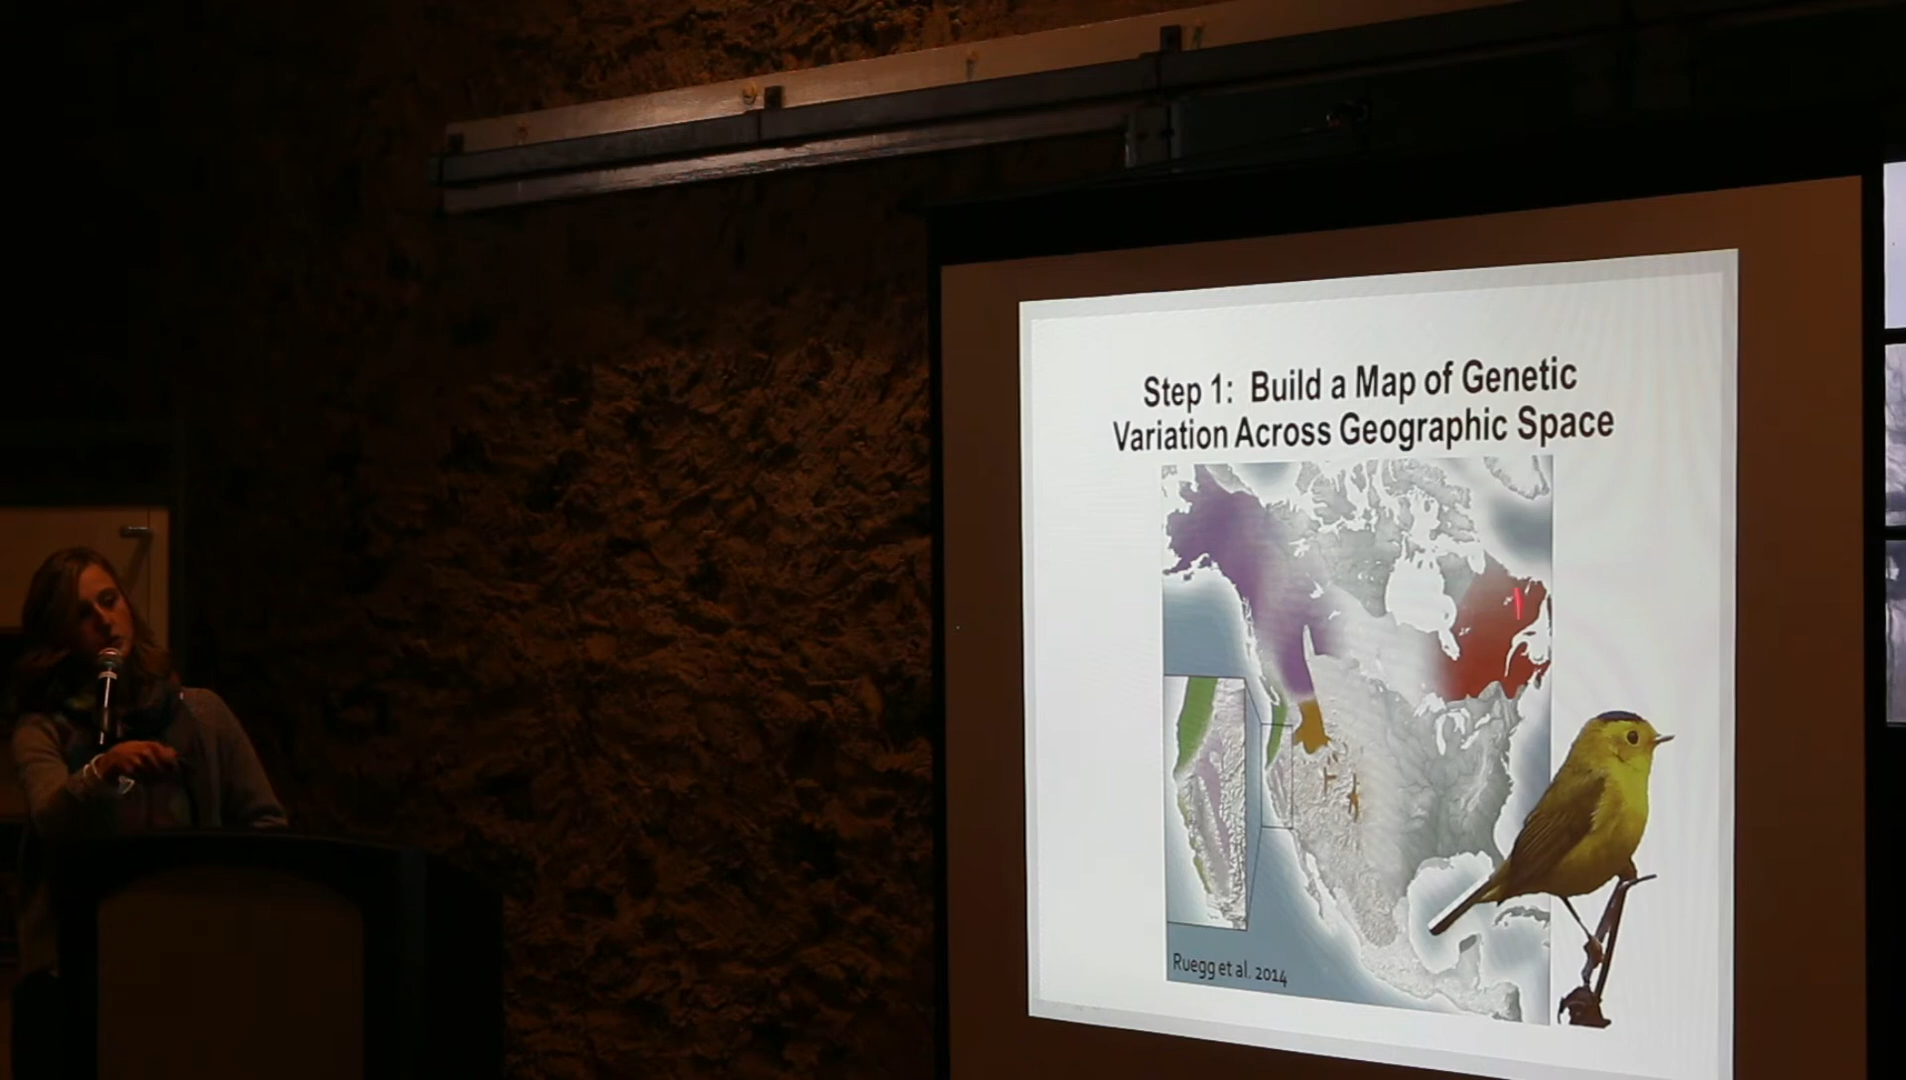 Step 1: Build a Map of Genetic
Variation Across Geographic Space
Ruegg et al. 2014